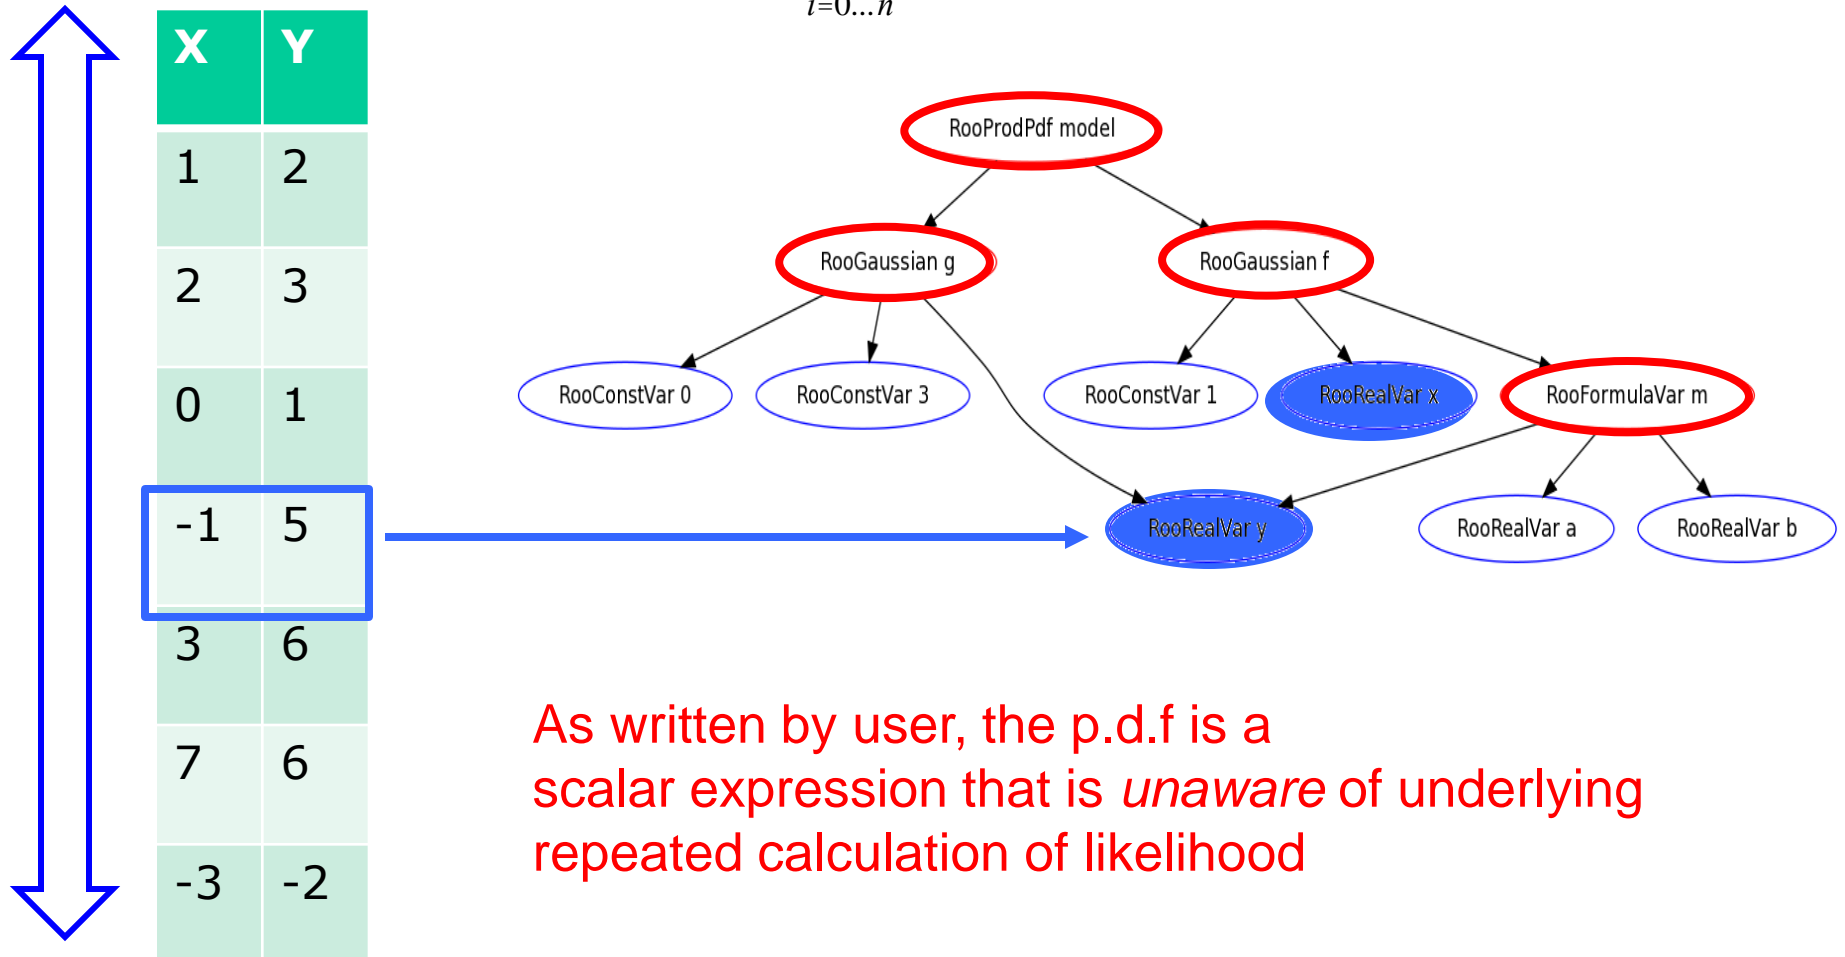 i=0...n
X Y
1 2
2 3
0 1
-1 5
3 6
7 6
-3 -2
RooProdPdf model
RooGaussian g
RooGaussian f
RooConstVar 0
RooConstVar 3
RooConstVar 1
RooRealVar x
RooFormulaVar m
RooRealVar y
RooRealVar a
RooRealVar b
As written by user, the p.d.f is a
scalar expression that is unaware of underlying
repeated calculation of likelihood